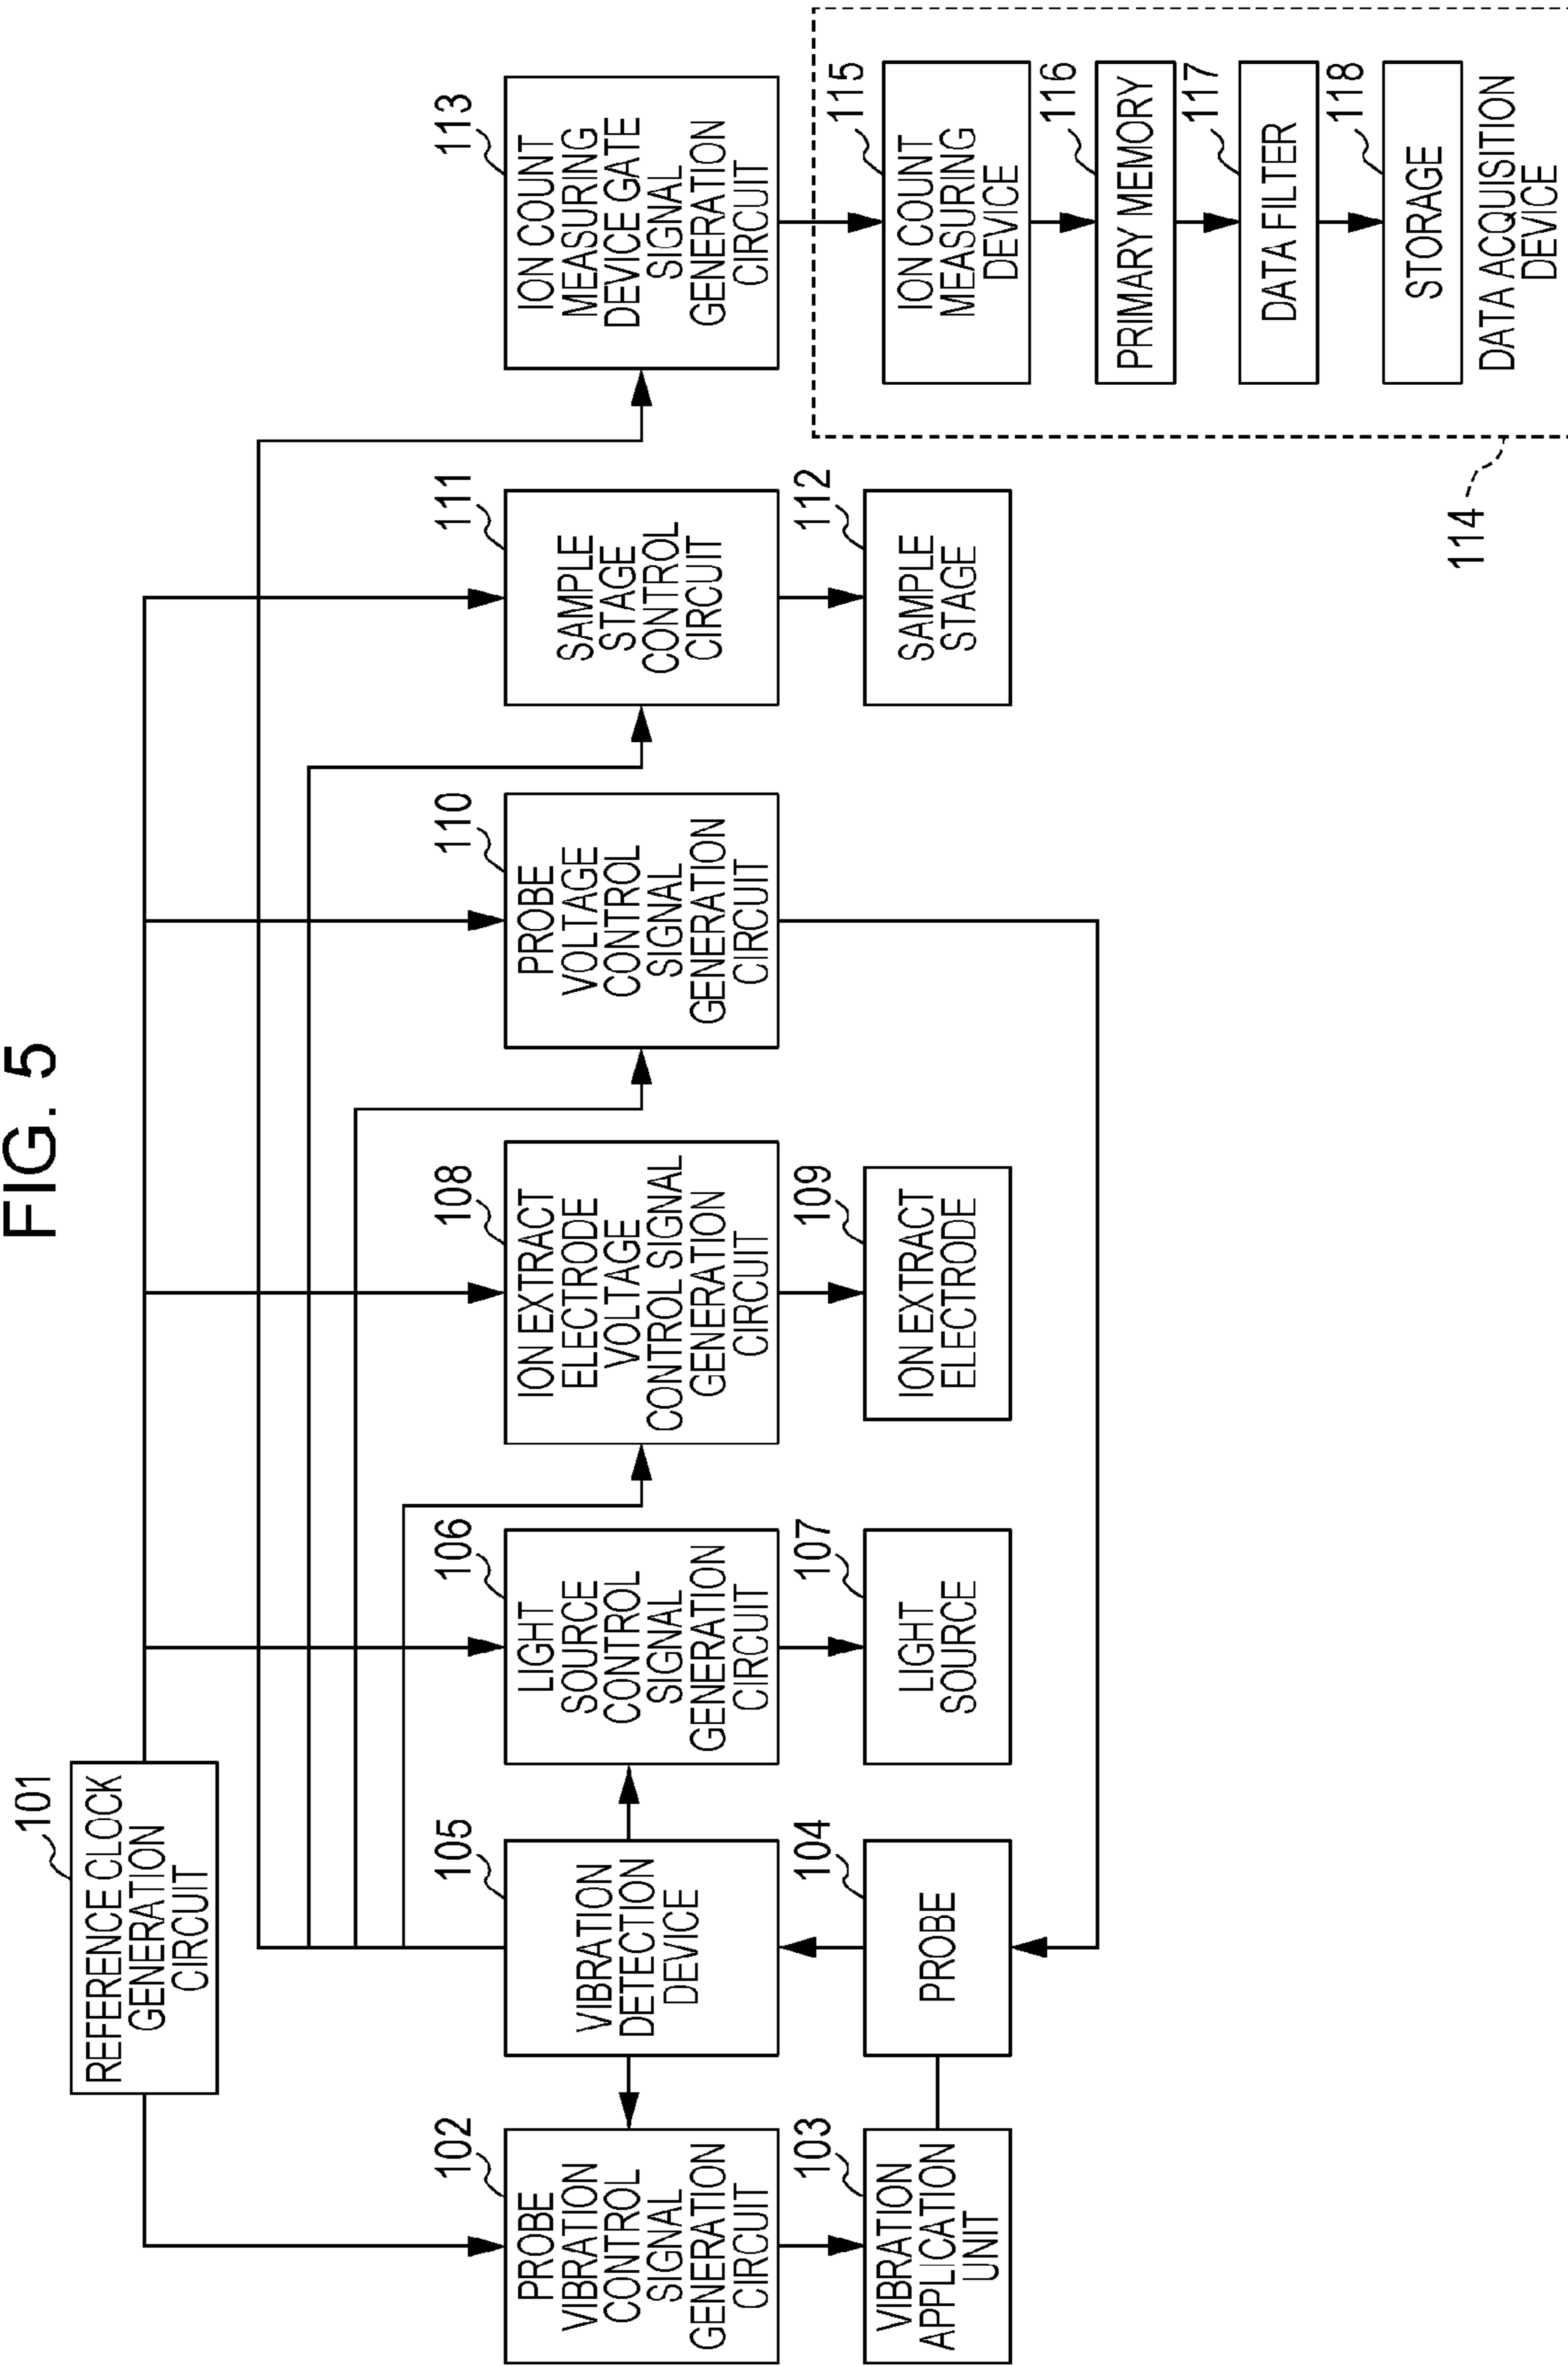 FIG. 5
101
REFERENCE CLOCK
GENERATION
CIRCUIT
102
PROBE
VIBRATION
CONTROL
SIGNAL
GENERATION
CIRCUIT
103
VIBRATION
APPLICATION
UNIT
105
VIBRATION
DETECTION
DEVICE
104
PROBE
106
LIGHT
SOURCE
CONTROL
SIGNAL
GENERATION
CIRCUIT
107
LIGHT
SOURCE
108
ION EXTRACT
ELECTRODE
VOLTAGE
CONTROL SIGNAL
GENERATION
CIRCUIT
109
ION EXTRACT
ELECTRODE
110
PROBE
VOLTAGE
CONTROL
SIGNAL
GENERATION
CIRCUIT
111
SAMPLE
STAGE
CONTROL
CIRCUIT
112
SAMPLE
STAGE
113
ION COUNT
MEASURING
DEVICE GATE
SIGNAL
GENERATION
CIRCUIT
115
ION COUNT
MEASURING
DEVICE
116
PRIMARY MEMORY
117
DATA FILTER
118
STORAGE
DATA ACQUISITION
DEVICE
114